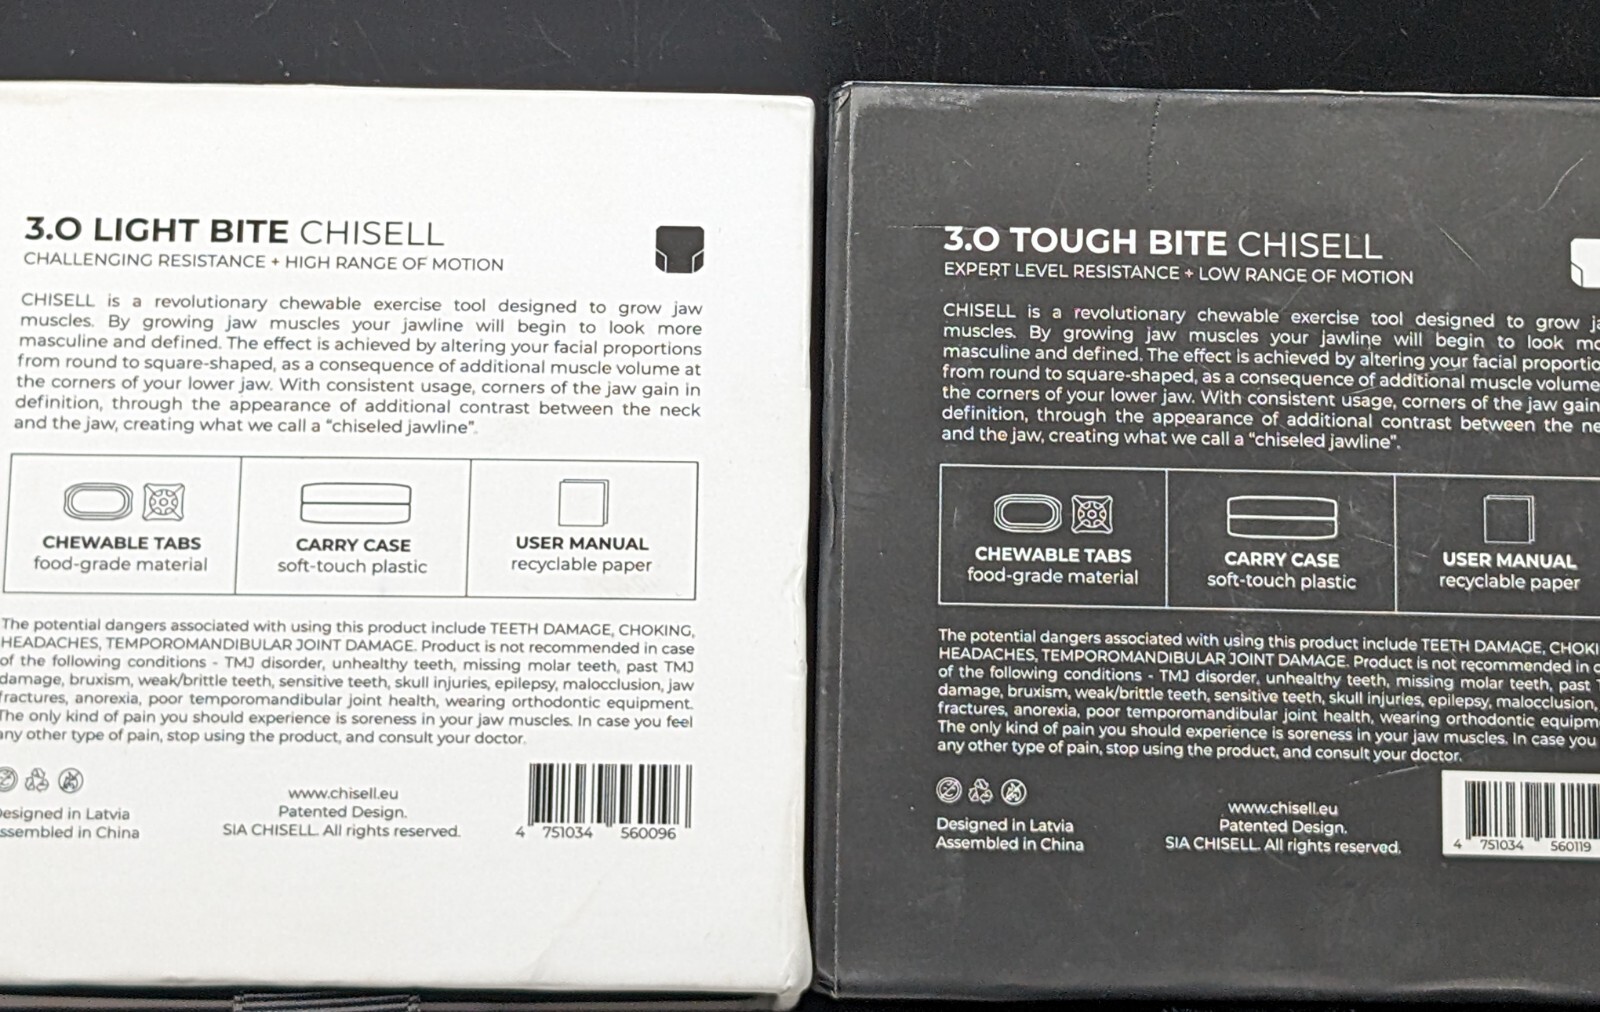 3.0 LIGHT BITE CHISELL
CHALLENGING RESISTANCE + HIGH RANGE OF MOTION
CHISELL is a revolutionary chewable exercise tool designed to grow jaw
muscles. By growing jaw muscles your jawline will begin to look more
masculine and defined. The effect is achieved by altering your facial proportions
from round to square-shaped, as a consequence of additional muscle volume at
the corners of your lower jaw. With consistent usage, corners of the jaw gain in
definition, through the appearance of additional contrast between the neck
and the jaw, creating what we call a "chiseled jawline".
CHEWABLE TABS
food-grade material
CARRY CASE
soft-touch plastic
USER MANUAL
recyclable paper
The potential dangers associated with using this product include TEETH DAMAGE, CHOKING,
HEADACHES, TEMPOROMANDIBULAR JOINT DAMAGE. Product is not recommended in case
of the following conditions - TMJ disorder, unhealthy teeth, missing molar teeth, past TMJ
damage, bruxism, weak/brittle teeth, sensitive teeth, skull injuries, epilepsy, malocclusion, jaw
fractures, anorexia, poor temporomandibular joint health, wearing orthodontic equipment.
The only kind of pain you should experience is soreness in your jaw muscles. In case you feel
any other type of pain, stop using the product, and consult your doctor.
esigned in Latvia
ssembled in China
www.chisell.eu
Patented Design.
SIA CHISELL. All rights reserved.
4 751034 560096
3.0 TOUGH BITE CHISELL
EXPERT LEVEL RESISTANCE + LOW RANGE OF MOTION
CHISELL is a revolutionary chewable exercise tool designed to grow ja
muscles. By growing jaw muscles your jawline will begin to look mo
masculine and defined. The effect is achieved by altering your facial proportio
from round to square-shaped, as a consequence of additional muscle volume
the corners of your lower jaw. With consistent usage, corners of the jaw gain
definition, through the appearance of additional contrast between the ne
and the jaw, creating what we call a "chiseled jawline".
CHEWABLE TABS
food-grade material
CARRY CASE
soft-touch plastic
USER MANUAL
recyclable paper
The potential dangers associated with using this product include TEETH DAMAGE, CHOKI
HEADACHES, TEMPOROMANDIBULAR JOINT DAMAGE. Product is not recommended in c
of the following conditions - TMJ disorder, unhealthy teeth, missing molar teeth, past T
damage, bruxism, weak/brittle teeth, sensitive teeth, skull injuries, epilepsy, malocclusion,
fractures, anorexia, poor temporomandibular joint health, wearing orthodontic equipm
The only kind of pain you should experience is soreness in your jaw muscles. In case you
any other type of pain, stop using the product, and consult your doctor.
Designed in Latvia
Assembled in China
www.chisell.eu
Patented Design.
SIA CHISELL. All rights reserved.
4 751034 560119